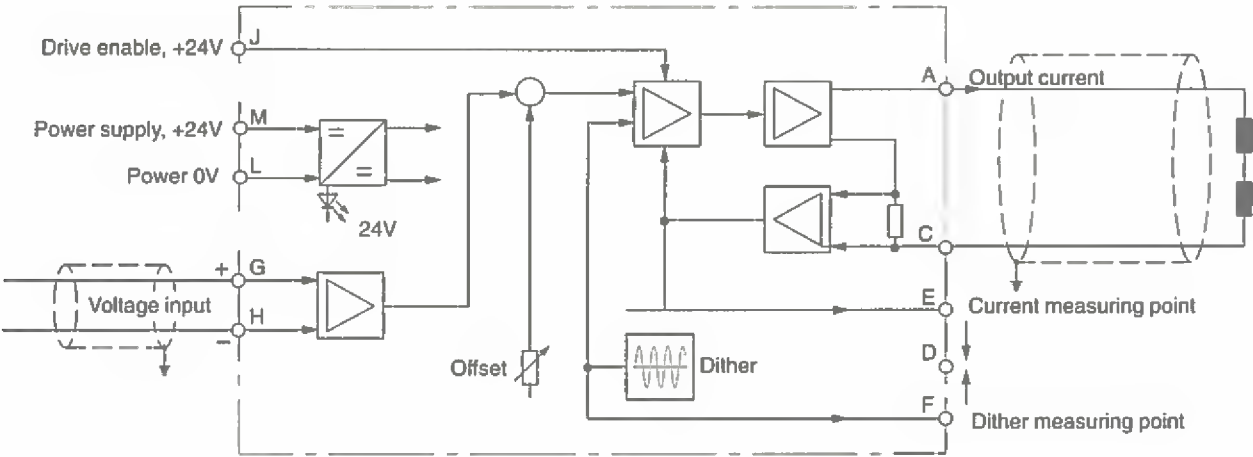 Drive enable, +24V
J
A
Output current
M
Power supply, +24V
L
Power 0V
24V
C
+
G
Voltage input
H
−
E
Current measuring point
D
Offset
Dither
F
Dither measuring point